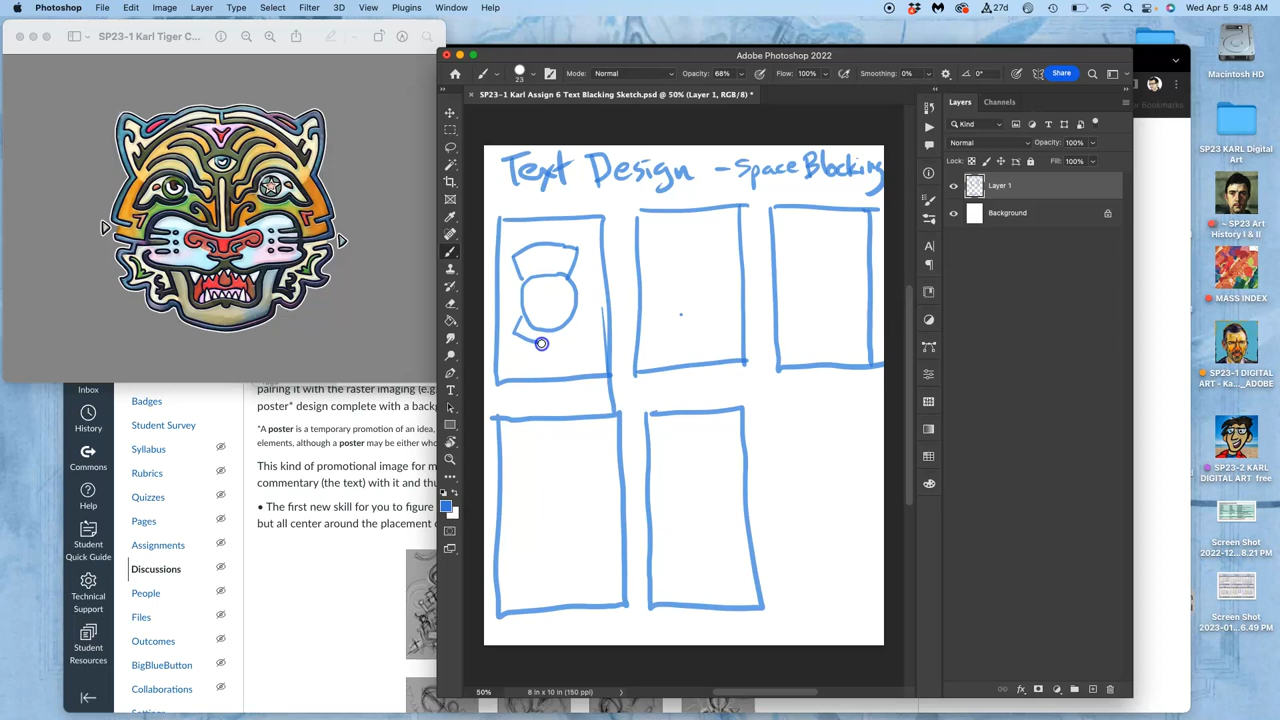 Photoshop File Edit Image Layer Type Select Filter 3D View Plugins Window Help
27d Wed Apr 5 9:48 AM
SP23-1 Karl Tiger C...
Adobe Photoshop 2022
23 Mode: Normal Opacity: 68% Flow: 100% Smoothing: 0% 0° Share
SP23-1 Karl Assign 6 Text Blacking Sketch.psd @ 50% (Layer 1, RGB/8) *
Text Design - Space Blocking
Layers Channels
Kind
Normal Opacity: 100%
Lock: Fill: 100%
Layer 1
Background
50% 8 in x 10 in (150 ppi)
Inbox
History
Commons
Help
Student
Quick Guide
Technical
Support
Student
Resources
Badges
Student Survey
Syllabus
Rubrics
Quizzes
Pages
Assignments
Discussions
People
Files
Outcomes
BigBlueButton
Collaborations
pairing it with the raster imaging (e.g
poster* design complete with a backg
*A poster is a temporary promotion of an idea,
elements, although a poster may be either who
This kind of promotional image for m
commentary (the text) with it and thu
• The first new skill for you to figure
but all center around the placement
r Bookmarks
Macintosh HD
SP23 KARL Digital
Art
~ SP23 Art
History I & II
MASS INDEX
SP23-1 DIGITAL
ART - Ka..._ADOBE
SP23-2 KARL
DIGITAL ART free
Screen Shot
2022-12...8.21 PM
Screen Shot
2023-01...6.49 PM